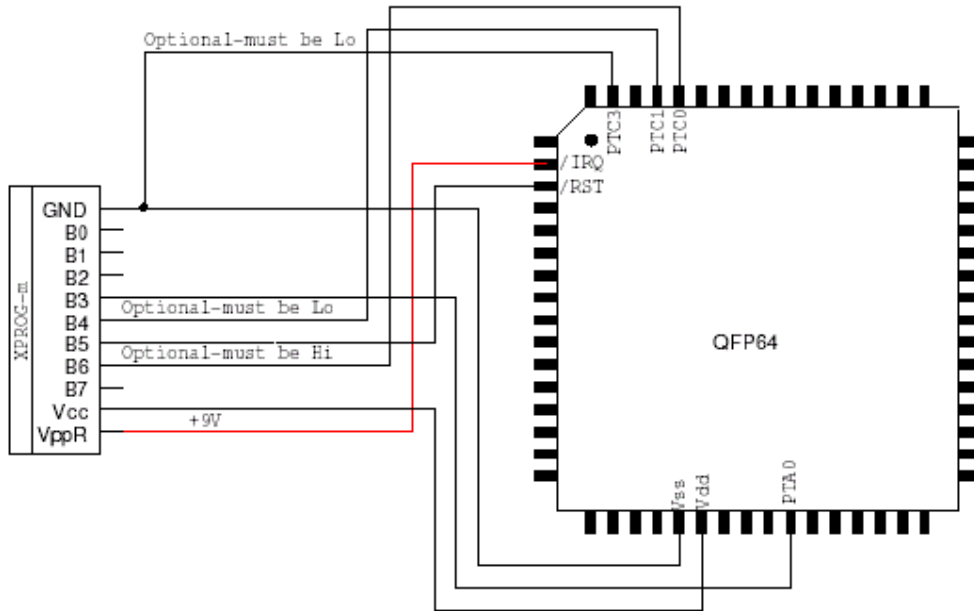 Optional-must be Lo
PTC3
PTC1
PTC0
/IRQ
/RST
XPROG-m
GND
B0
B1
B2
B3
Optional-must be Lo
B4
B5
Optional-must be Hi
B6
B7
Vcc
+9V
VppR
QFP64
Vss
Vdd
PTA0